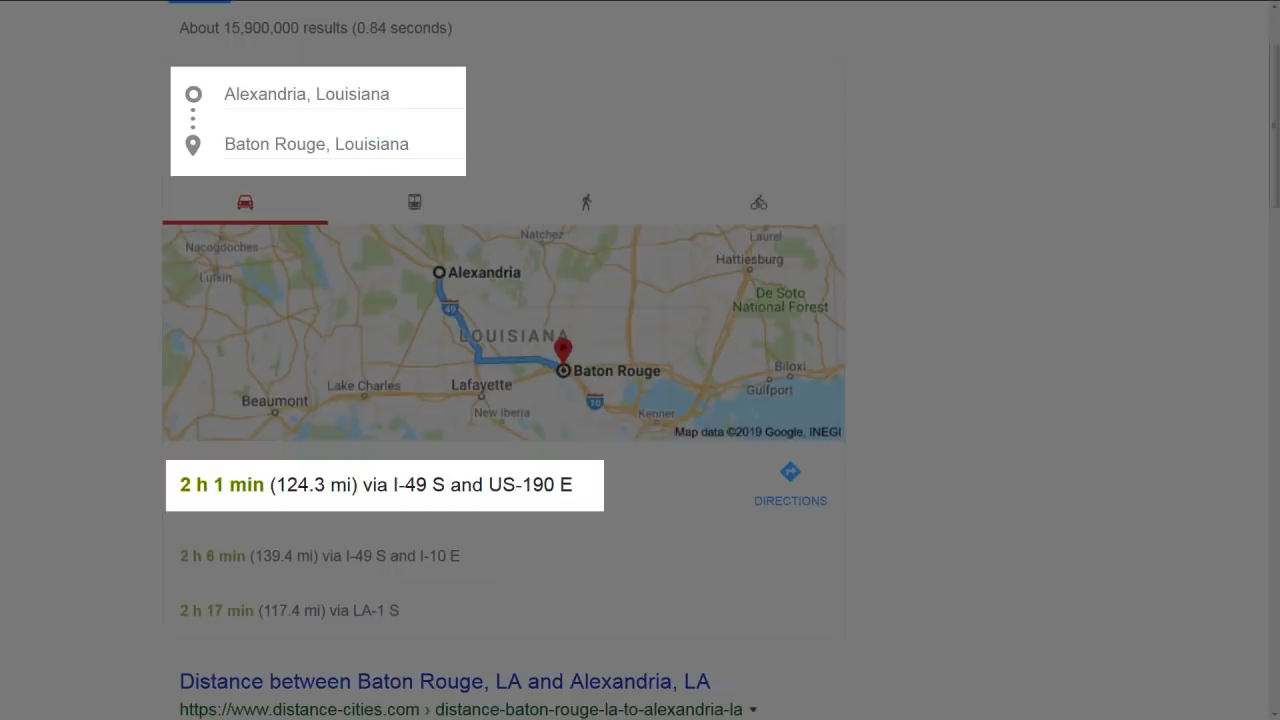 About 15,900,000 results (0.84 seconds)
Alexandria, Louisiana
Baton Rouge, Louisiana
Natchez
Laurel
Nacogdoches
Hattiesburg
Lufkin
Alexandria
De Soto
National Forest
49
LOUISIANA
Baton Rouge
Biloxi
Lake Charles
Lafayette
Gulfport
Beaumont
10
New Iberia
Kenner
Map data ©2019 Google, INEGI
2 h 1 min (124.3 mi) via I-49 S and US-190 E
DIRECTIONS
2 h 6 min (139.4 mi) via I-49 S and I-10 E
2 h 17 min (117.4 mi) via LA-1 S
Distance between Baton Rouge, LA and Alexandria, LA
https://www.distance-cities.com › distance-baton-rouge-la-to-alexandria-la